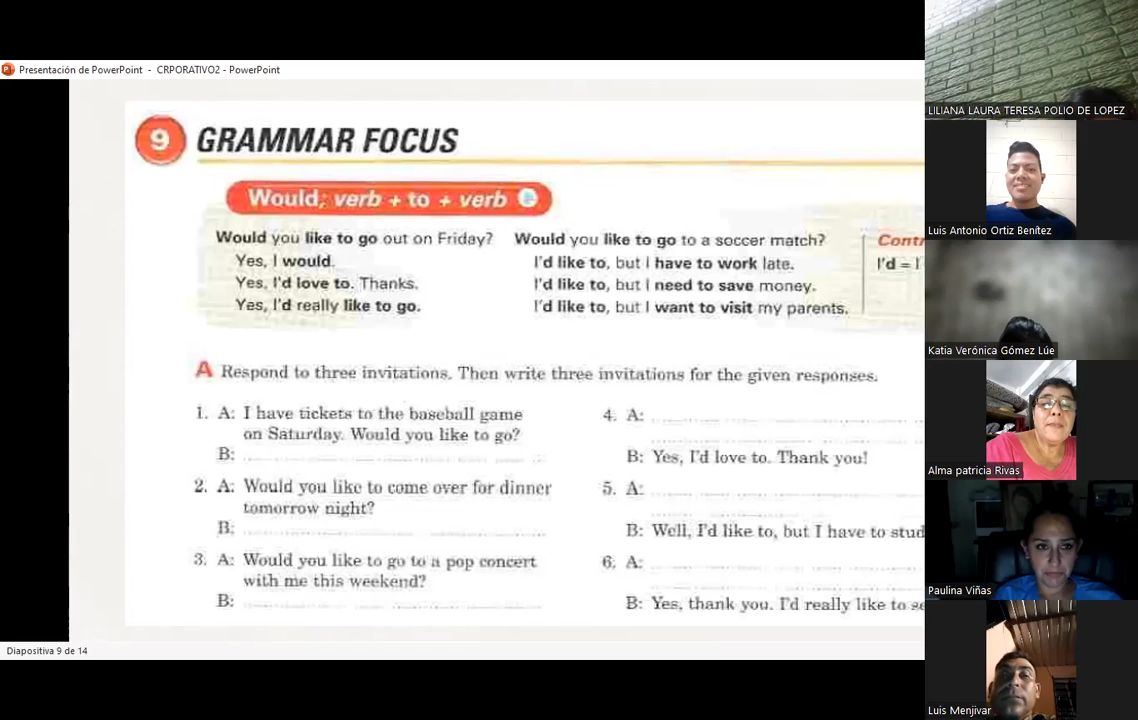 Presentación de PowerPoint - CRPORATIVO2 - PowerPoint
9 GRAMMAR FOCUS
Would; verb + to + verb
Would you like to go out on Friday?
Yes, I would.
Yes, I'd love to. Thanks.
Yes, I'd really like to go.
Would you like to go to a soccer match?
I'd like to, but I have to work late.
I'd like to, but I need to save money.
I'd like to, but I want to visit my parents.
Contr
I'd = I
A Respond to three invitations. Then write three invitations for the given responses.
1. A: I have tickets to the baseball game
on Saturday. Would you like to go?
B:
2. A: Would you like to come over for dinner
tomorrow night?
B:
3. A: Would you like to go to a pop concert
with me this weekend?
B:
4. A:
B: Yes, I'd love to. Thank you!
5. A:
B: Well, I'd like to, but I have to stud
6. A:
B: Yes, thank you. I'd really like to se
Diapositiva 9 de 14
LILIANA LAURA TERESA POLIO DE LOPEZ
Luis Antonio Ortiz Benítez
Katia Verónica Gómez Lúe
Alma patricia Rivas
Paulina Viñas
Luis Menjivar